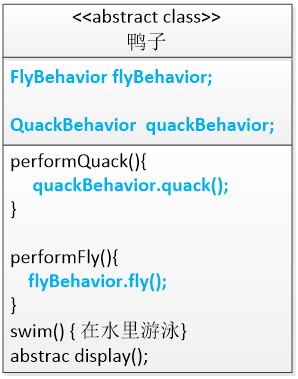 <<abstract class>>
鸭子
FlyBehavior flyBehavior;
QuackBehavior quackBehavior;
performQuack(){
quackBehavior.quack();
}
performFly(){
flyBehavior.fly();
}
swim() { 在水里游泳}
abstrac display();